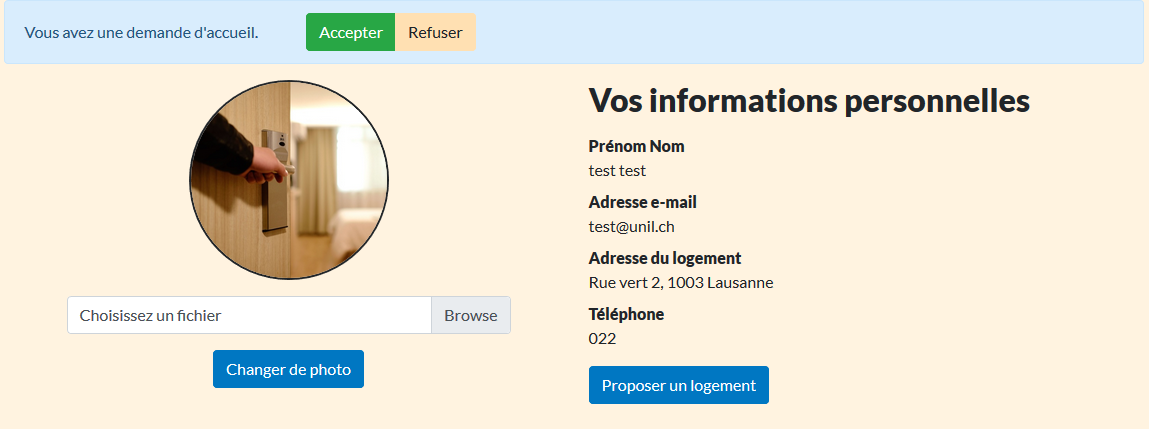 Vous avez une demande d'accueil.
Accepter
Refuser
Vos informations personnelles
Prénom Nom
test test
Adresse e-mail
test@unil.ch
Adresse du logement
Rue vert 2, 1003 Lausanne
Téléphone
022
Proposer un logement
Choisissez un fichier
Browse
Changer de photo